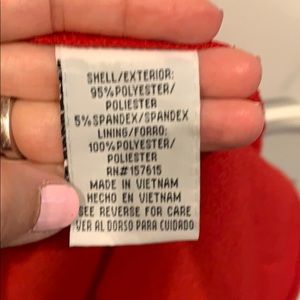 SHELL/EXTERIOR:
95%POLYESTER/
POLIESTER
5%SPANDEX/SPANDEX
LINING/FORRO:
100%POLYESTER/
POLIESTER
RN#157615
MADE IN VIETNAM
HECHO EN VIETNAM
SEE REVERSE FOR CARE
VER AL DORSO PARA CUIDADO